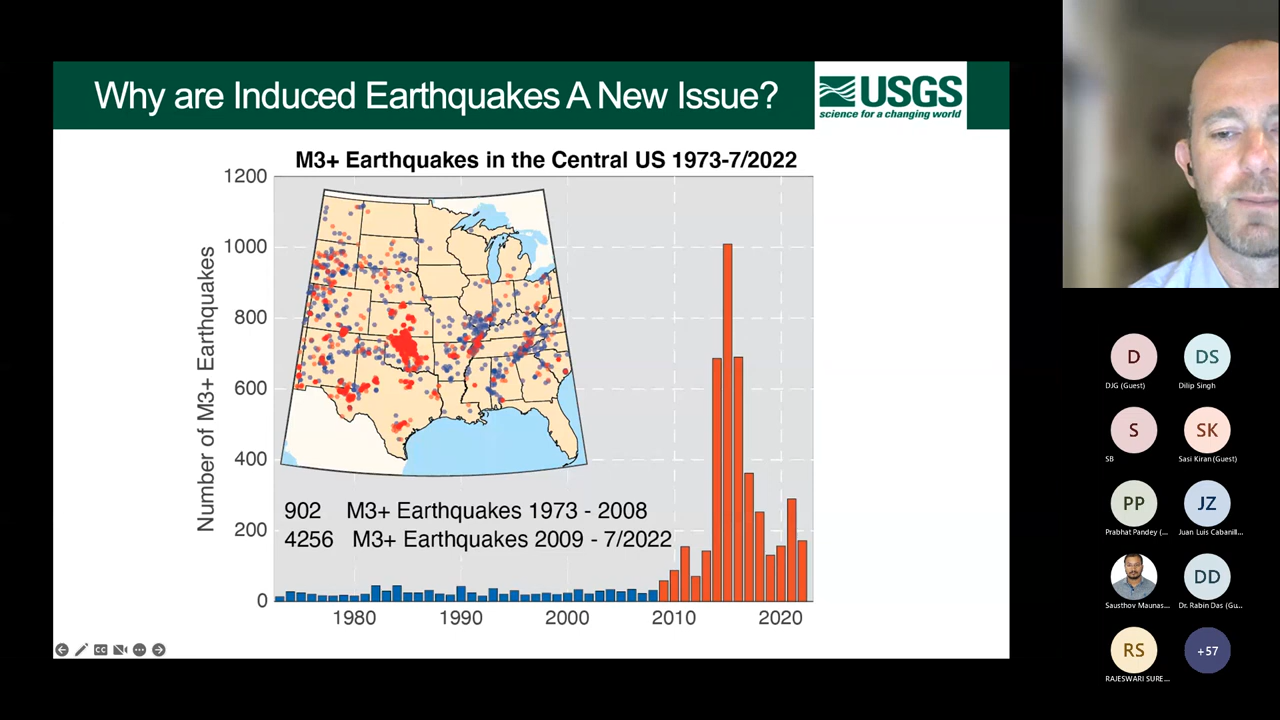 Why are Induced Earthquakes A New Issue?
USGS
science for a changing world
M3+ Earthquakes in the Central US 1973-7/2022
Number of M3+ Earthquakes
1200
1000
800
600
400
200
0
902 M3+ Earthquakes 1973 - 2008
4256 M3+ Earthquakes 2009 - 7/2022
1980 1990 2000 2010 2020
CC
D DS
DJG (Guest) Dilip Singh
S SK
SB Sasi Kiran (Guest)
PP JZ
Prabhat Pandey (... Juan Luis Cabanill...
DD
Sausthov Maunas... Dr. Rabin Das (Gu...
RS +57
RAJESWARI SURE...